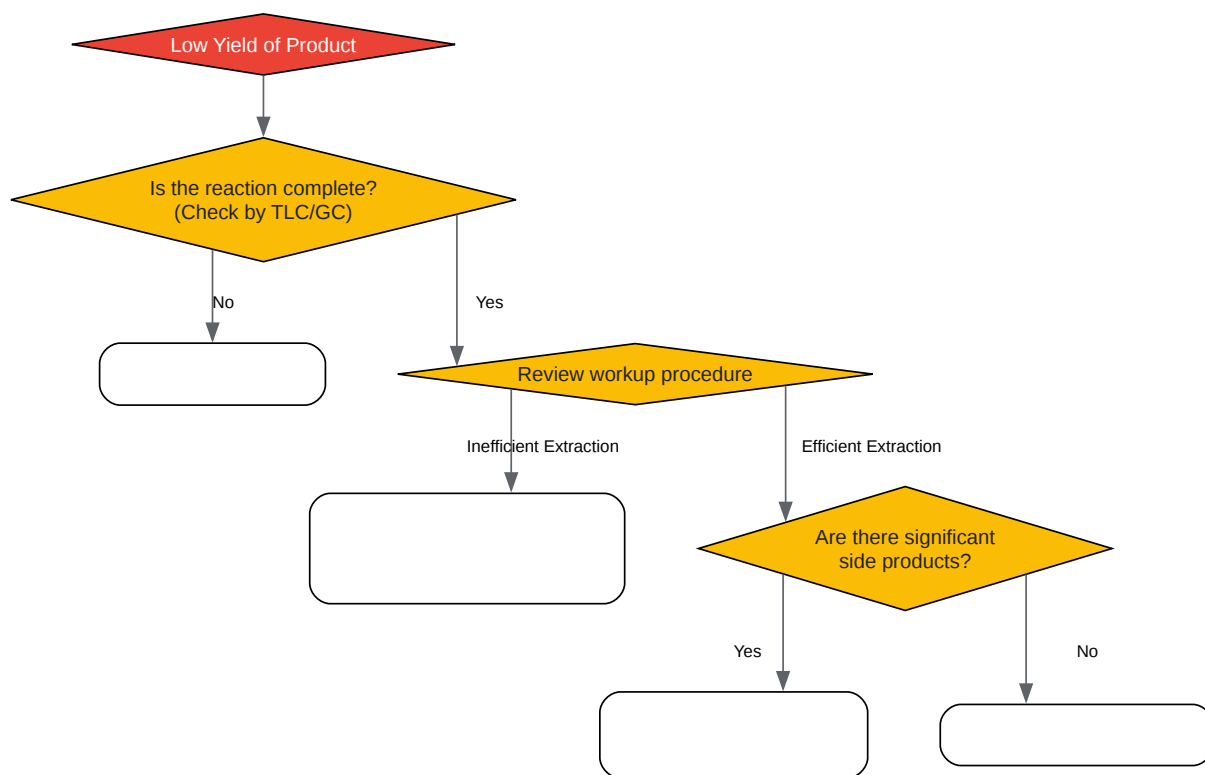 Low Yield of Product
Is the reaction complete?
(Check by TLC/GC)
No
Yes
Review workup procedure
Inefficient Extraction
Efficient Extraction
Are there significant
side products?
Yes
No